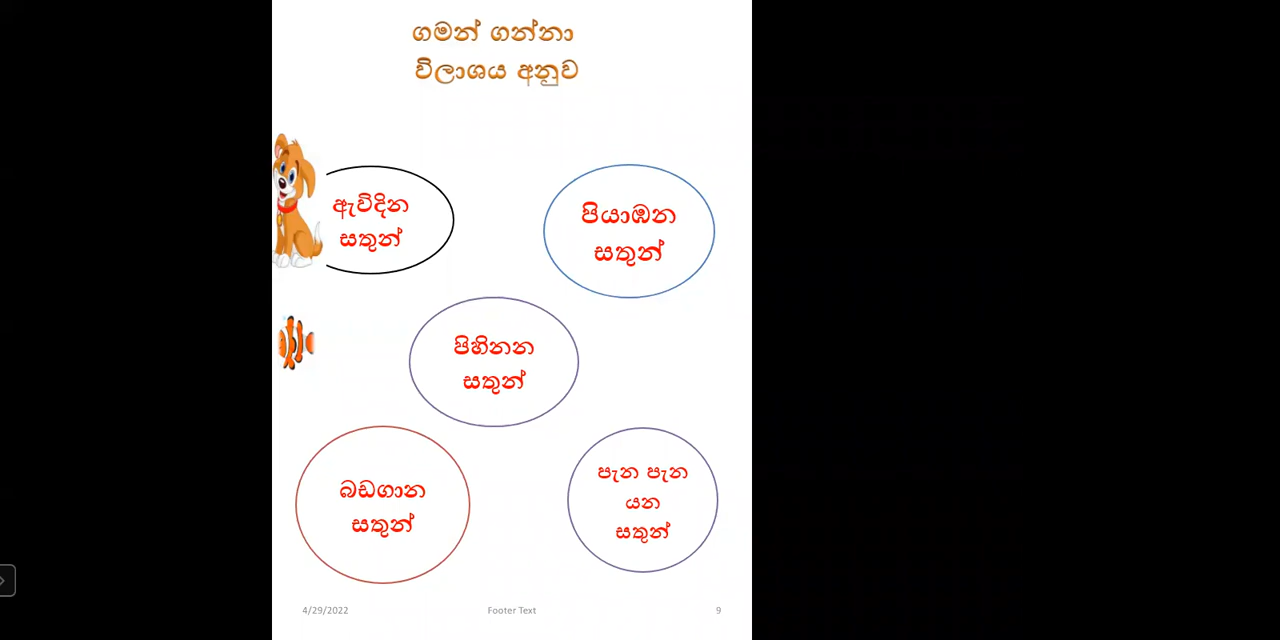 ගමන් ගන්නා
විලාශය අනුව
ඇවිදින
සතුන්
පියාඹන
සතුන්
පිහිනන
සතුන්
බඩගාන
සතුන්
පැන පැන
යන
සතුන්
4/29/2022
Footer Text
9